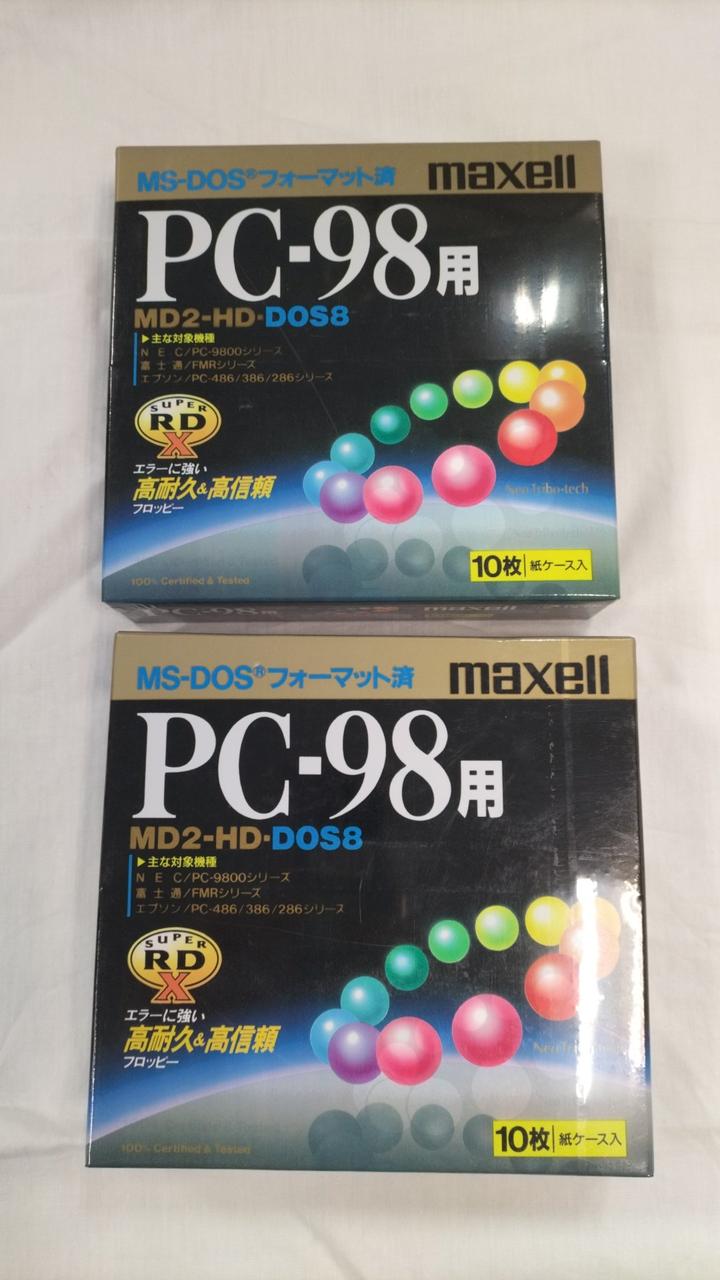 MS-DOS®フォーマット済 maxell
PC-98用
MD2-HD·DOS8
▶主な対象機種
NEC/PC-9800シリーズ
富士通/FMRシリーズ
エプソン/PC-486/386/286シリーズ
SUPER
RD
X
エラーに強い
高耐久&高信頼
フロッピー
Neo Tribo-tech
100% Certified & Tested
10枚 紙ケース入
PC-98用 maxell
MS-DOS®フォーマット済 maxell
PC-98用
MD2-HD·DOS8
▶主な対象機種
NEC/PC-9800シリーズ
富士通/FMRシリーズ
エプソン/PC-486/386/286シリーズ
SUPER
RD
X
エラーに強い
高耐久&高信頼
フロッピー
100% Certified & Tested
10枚 紙ケース入